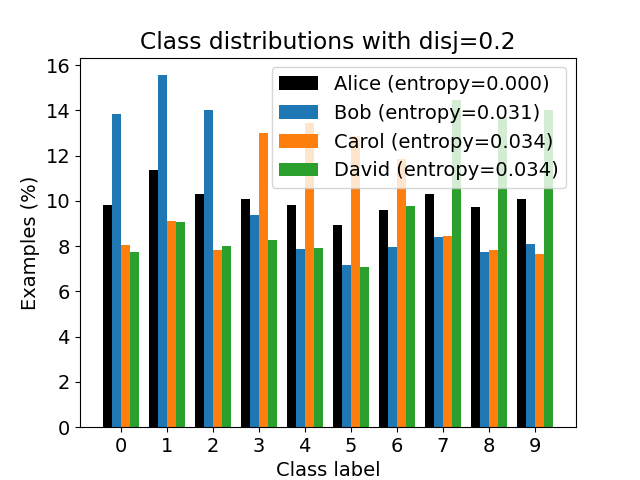 Class distributions with disj=0.2
Alice (entropy=0.000)
Bob (entropy=0.031)
Carol (entropy=0.034)
David (entropy=0.034)
Examples (%)
16
14
12
10
8
6
4
2
0
0 1 2 3 4 5 6 7 8 9
Class label